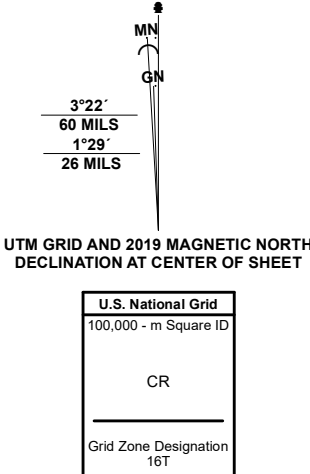 MN
GN
3°22´
60 MILS
1°29´
26 MILS
UTM GRID AND 2019 MAGNETIC NORTH
DECLINATION AT CENTER OF SHEET
U.S. National Grid
100,000 - m Square ID
CR
Grid Zone Designation
16T